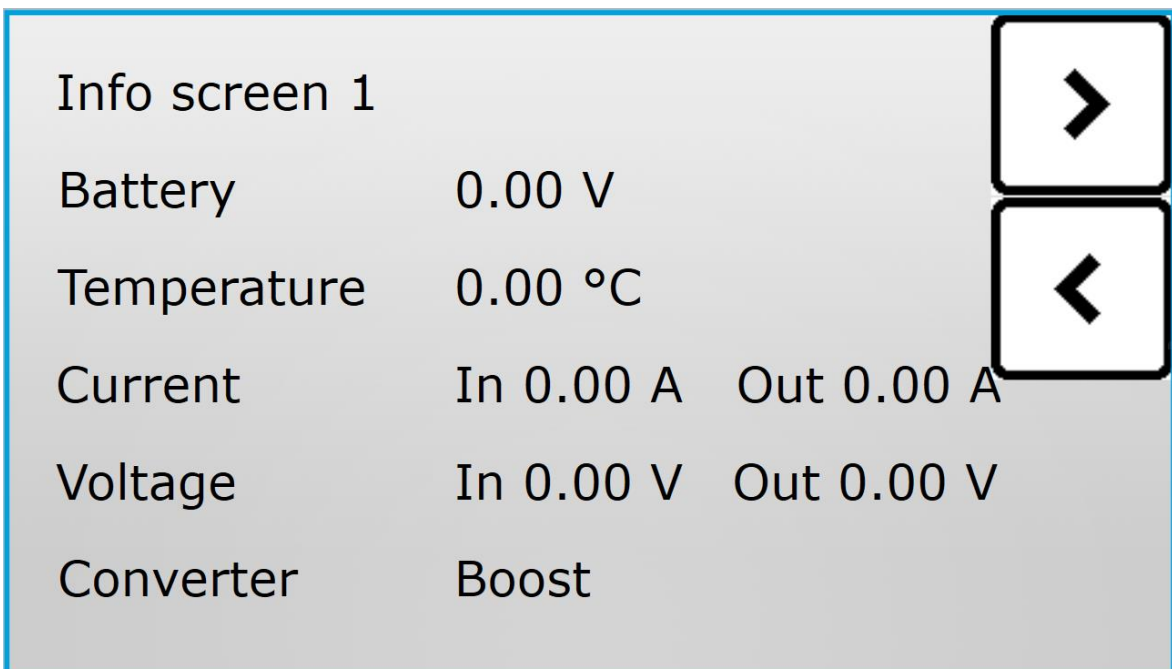 Info screen 1
Battery 0.00 V
Temperature 0.00 °C
Current In 0.00 A Out 0.00 A
Voltage In 0.00 V Out 0.00 V
Converter Boost